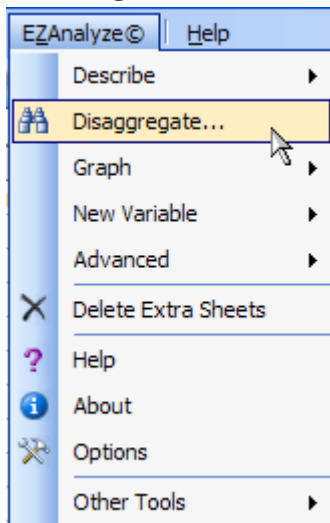 EZAnalyze© Help
Describe
Disaggregate...
Graph
New Variable
Advanced
Delete Extra Sheets
Help
About
Options
Other Tools